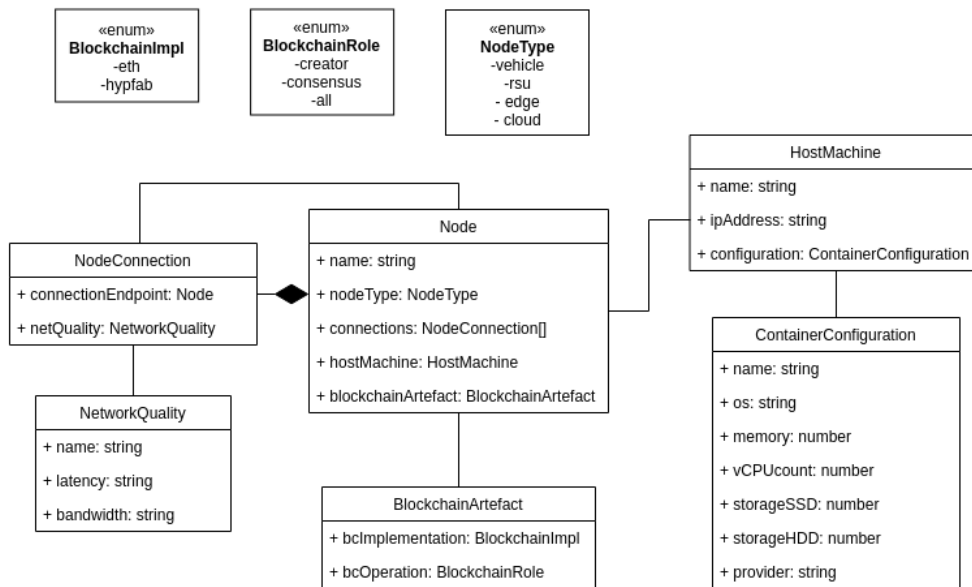 «enum»
BlockchainImpl
-eth
-hypfab
«enum»
BlockchainRole
-creator
-consensus
-all
«enum»
NodeType
-vehicle
-rsu
- edge
- cloud
HostMachine
+ name: string
+ ipAddress: string
+ configuration: ContainerConfiguration
Node
+ name: string
+ nodeType: NodeType
+ connections: NodeConnection[]
+ hostMachine: HostMachine
+ blockchainArtefact: BlockchainArtefact
NodeConnection
+ connectionEndpoint: Node
+ netQuality: NetworkQuality
ContainerConfiguration
+ name: string
+ os: string
+ memory: number
+ vCPUcount: number
+ storageSSD: number
+ storageHDD: number
+ provider: string
NetworkQuality
+ name: string
+ latency: string
+ bandwidth: string
BlockchainArtefact
+ bcImplementation: BlockchainImpl
+ bcOperation: BlockchainRole